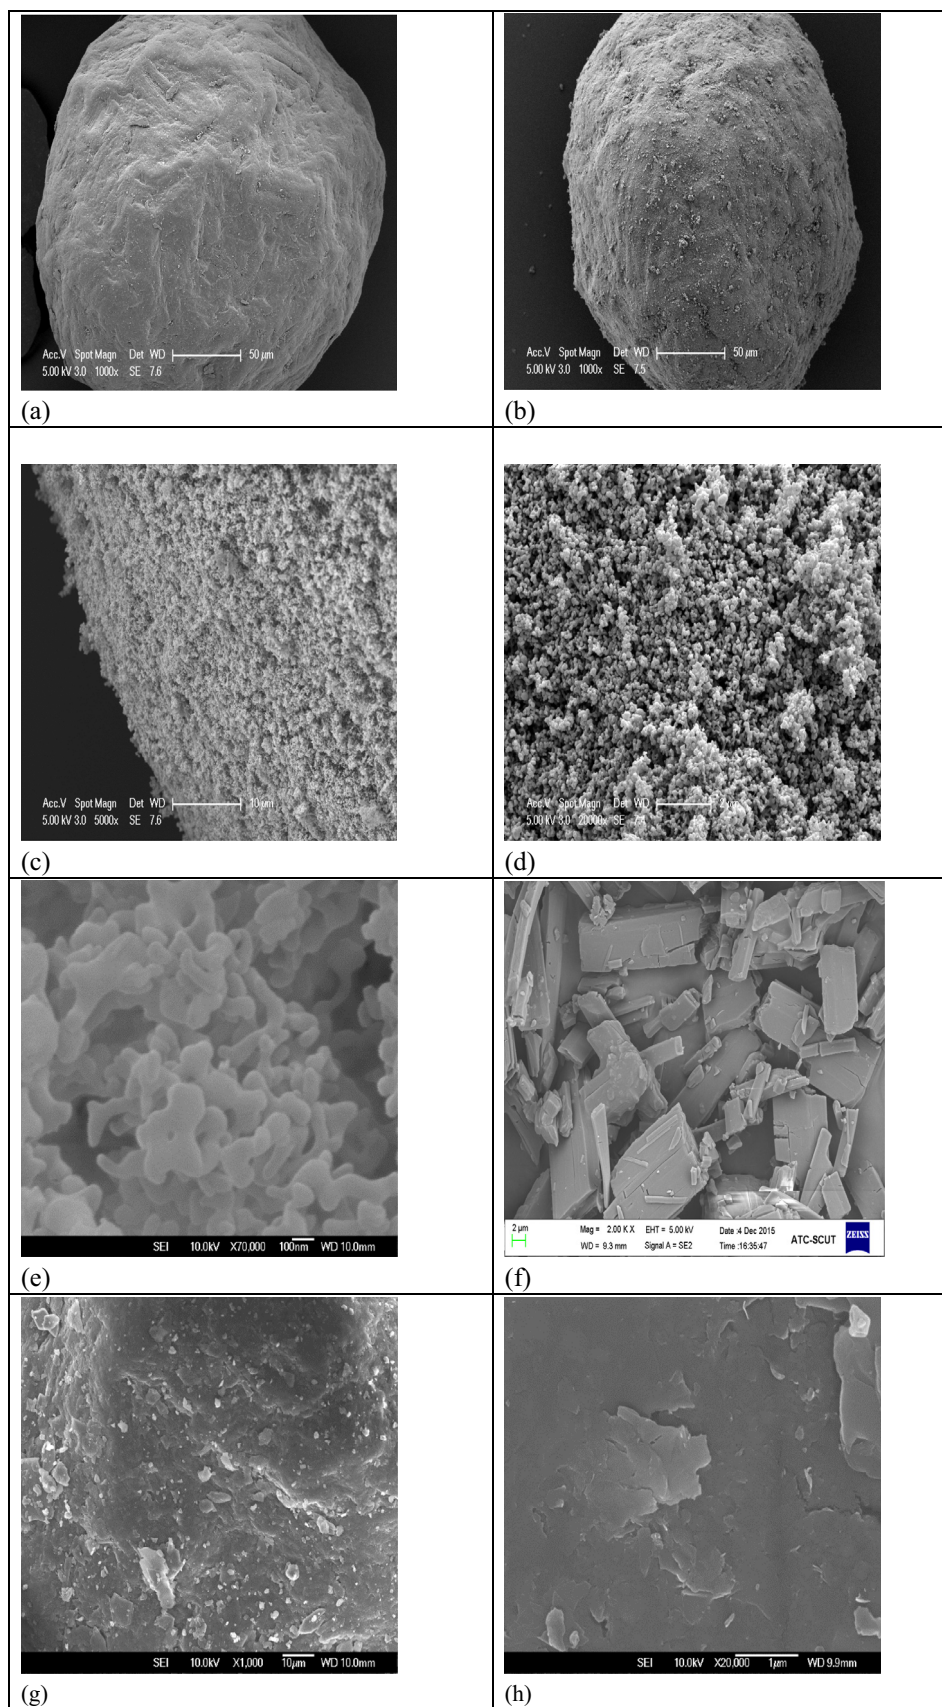 Acc.V Spot Magn Det WD 50 µm
5.00 kV 3.0 1000x SE 7.6
(a)
Acc.V Spot Magn Det WD 50 µm
5.00 kV 3.0 1000x SE 7.5
(b)
Acc.V Spot Magn Det WD 10 µm
5.00 kV 3.0 5000x SE 7.6
(c)
Acc.V Spot Magn Det WD 2 µm
5.00 kV 3.0 20000x SE
(d)
SEI 10.0kV X70,000 100nm WD 10.0mm
(e)
2 µm Mag = 2.00 K X EHT = 5.00 kV Date :4 Dec 2015 ATC-SCUT ZEISS
WD = 9.3 mm Signal A = SE2 Time :16:35:47
(f)
SEI 10.0kV X1,000 10µm WD 10.0mm
(g)
SEI 10.0kV X20,000 1µm WD 9.9mm
(h)